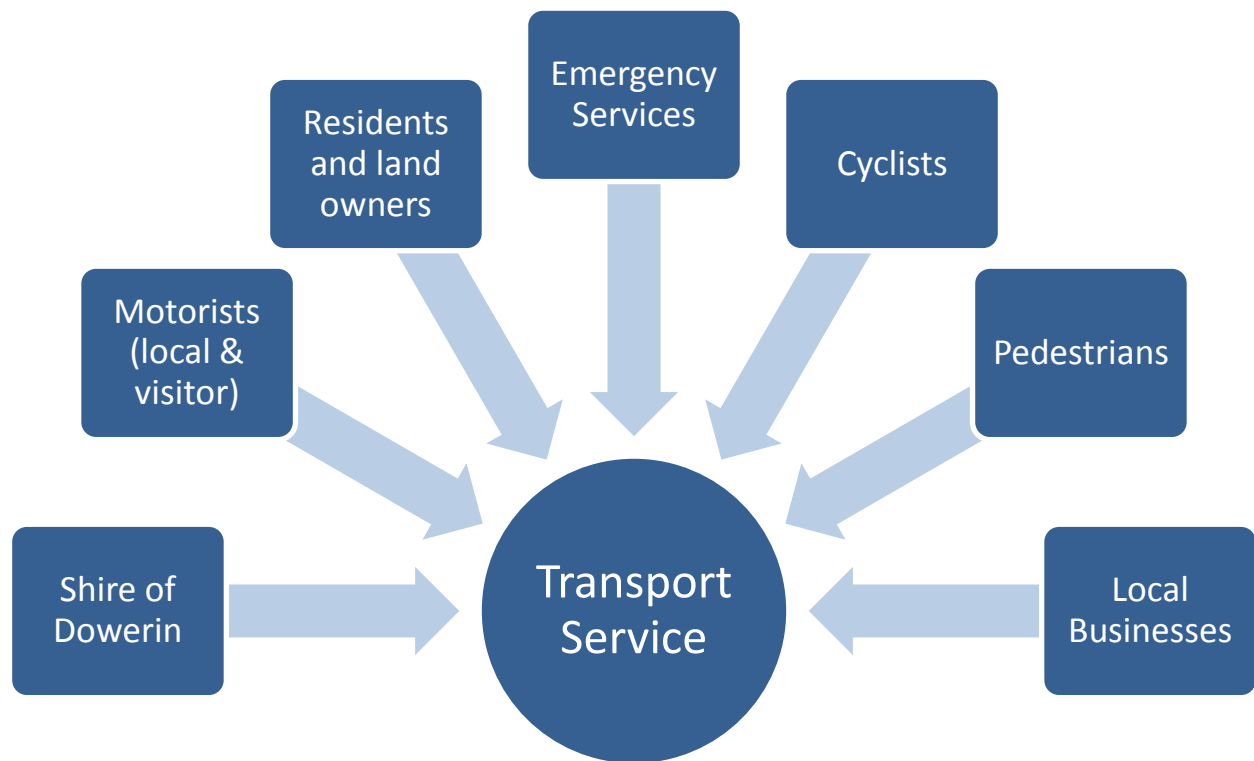 Emergency
Services
Residents
and land
owners
Cyclists
Motorists
(local &
visitor)
Pedestrians
Shire of
Dowerin
Transport
Service
Local
Businesses